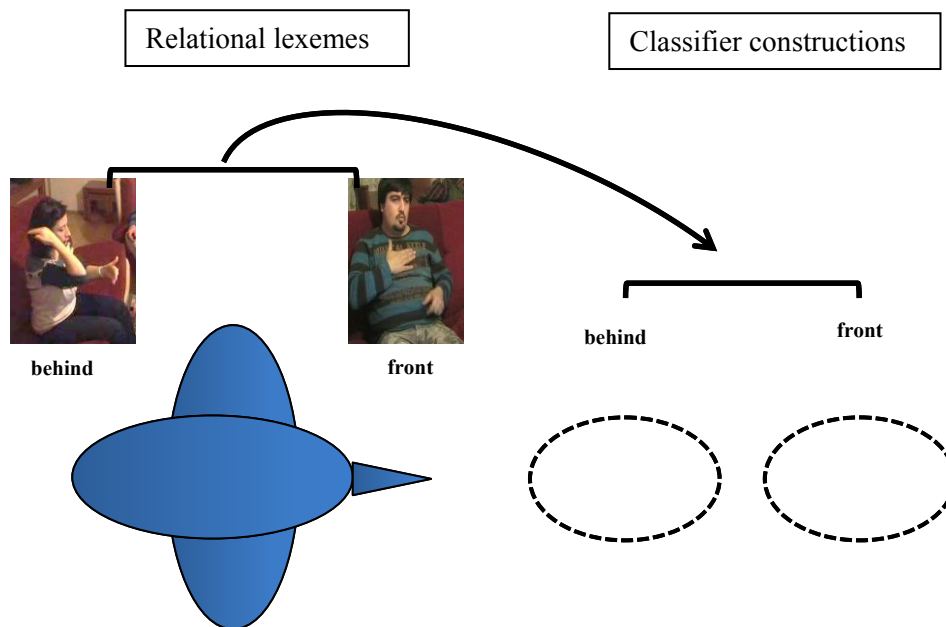 Relational lexemes
Classifier constructions
behind
front
behind
front